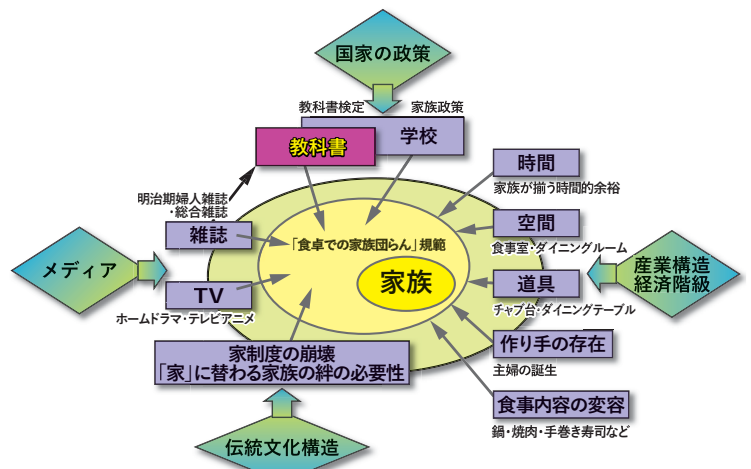 国家の政策
教科書検定
家族政策
学校
教科書
明治期婦人雑誌
・総合雑誌
雑誌
メディア
TV
ホームドラマ・テレビアニメ
「食卓での家族団らん」規範
家族
時間
家族が揃う時間的余裕
空間
食事室・ダイニングルーム
道具
チャブ台・ダイニングテーブル
産業構造
経済階級
作り手の存在
主婦の誕生
食事内容の変容
鍋・焼肉・手巻き寿司など
家制度の崩壊
「家」に替わる家族の絆の必要性
伝統文化構造